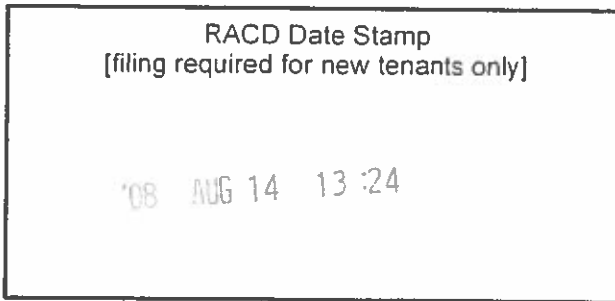 RACD Date Stamp
[filing required for new tenants only]
'08 AUG 14 13:24